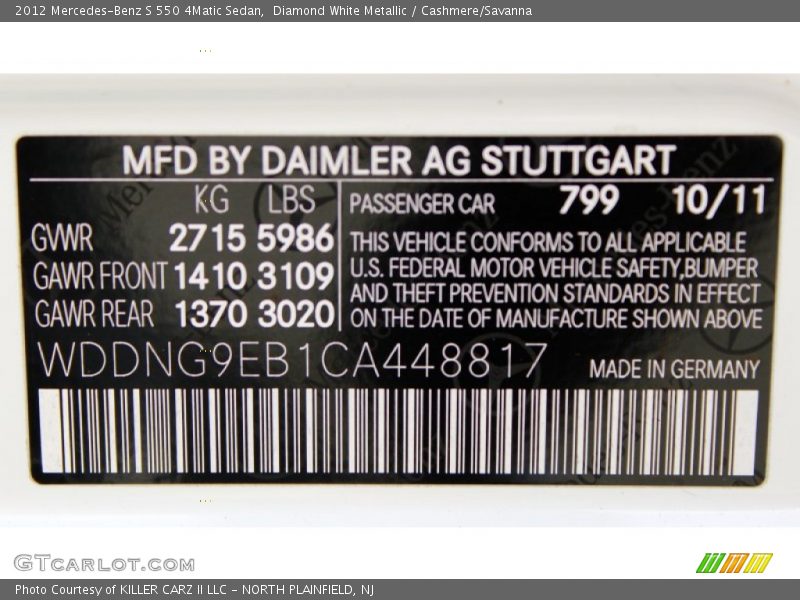 2012 Mercedes-Benz S 550 4Matic Sedan,  Diamond White Metallic / Cashmere/Savanna
MFD BY DAIMLER AG STUTTGART
KG LBS
GVWR 2715 5986
GAWR FRONT 1410 3109
GAWR REAR 1370 3020
PASSENGER CAR 799 10/11
THIS VEHICLE CONFORMS TO ALL APPLICABLE
U.S. FEDERAL MOTOR VEHICLE SAFETY,BUMPER
AND THEFT PREVENTION STANDARDS IN EFFECT
ON THE DATE OF MANUFACTURE SHOWN ABOVE
WDDNG9EB1CA448817
MADE IN GERMANY
GTcarlot.com
Photo Courtesy of KILLER CARZ II LLC - NORTH PLAINFIELD, NJ